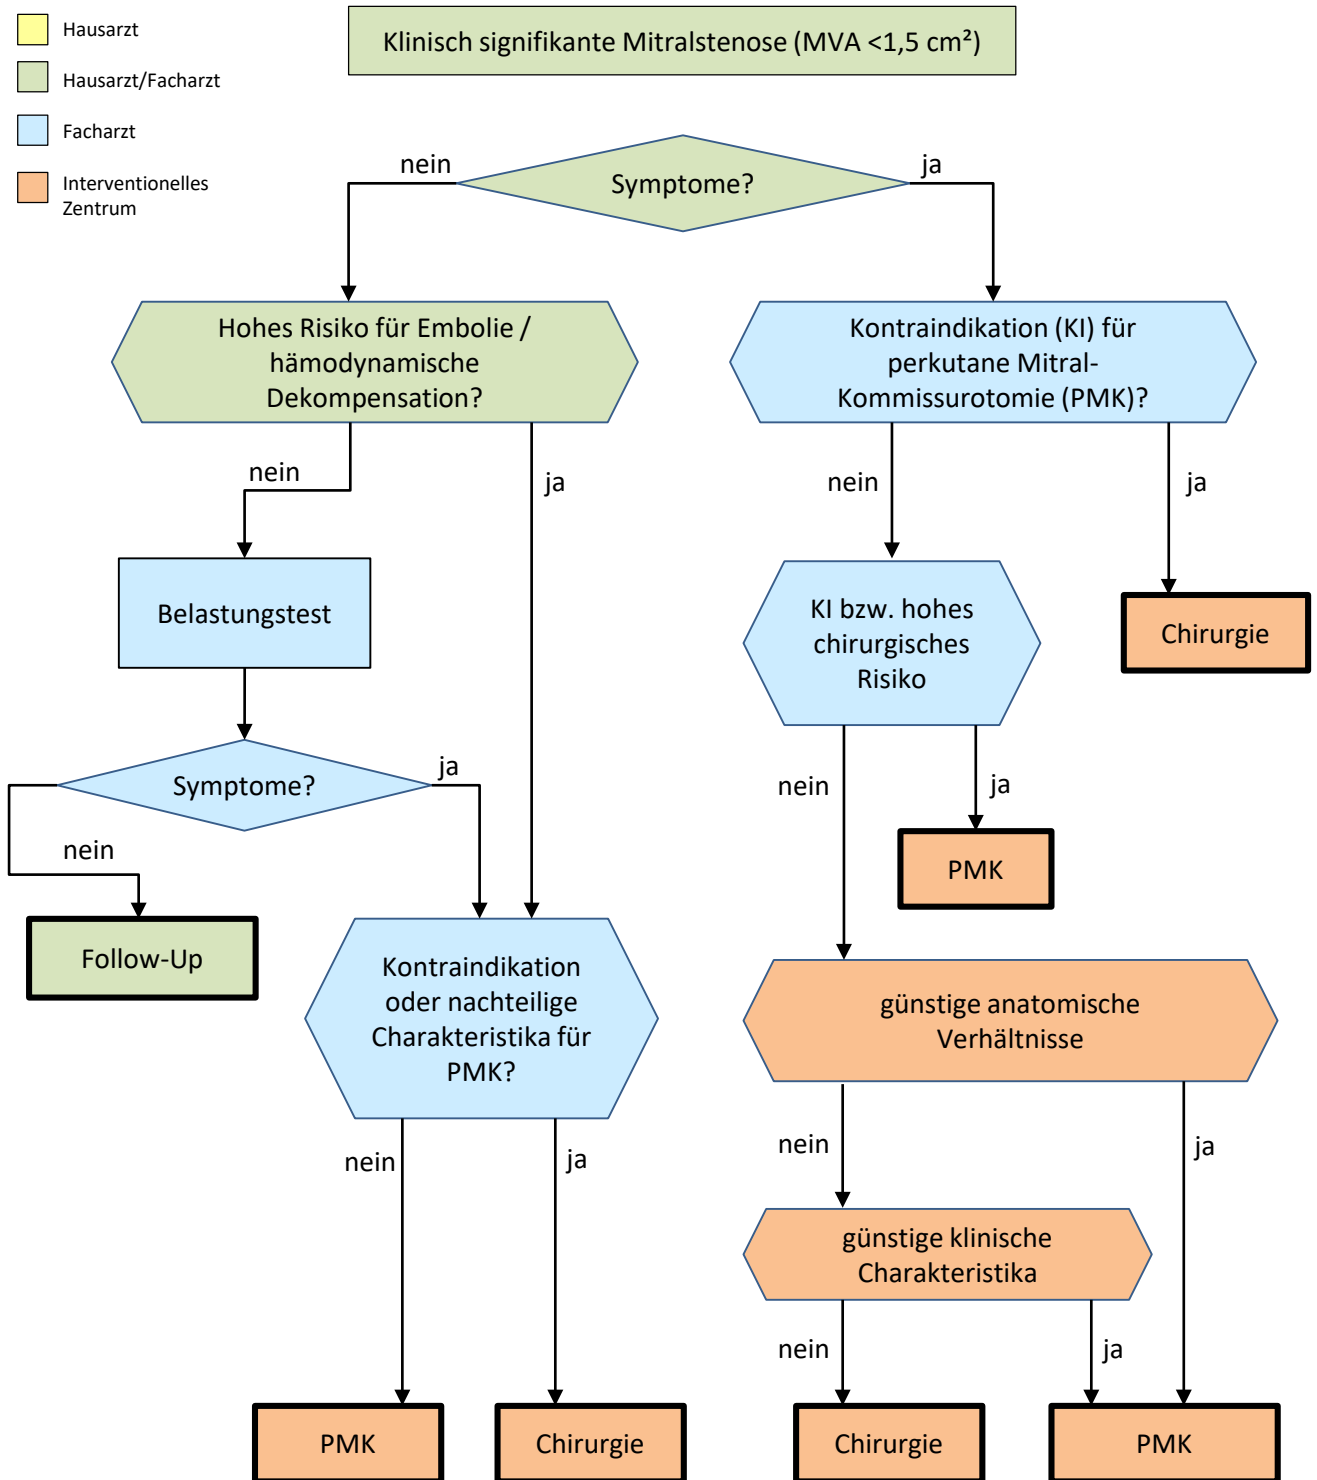 Hausarzt
Hausarzt/Facharzt
Facharzt
Interventionelles
Zentrum
Klinisch signifikante Mitralstenose (MVA <1,5 cm²)
nein
Symptome?
ja
Hohes Risiko für Embolie /
hämodynamische
Dekompensation?
Kontraindikation (KI) für
perkutane Mitral-
Kommissurotomie (PMK)?
nein
ja
nein
ja
Belastungstest
KI bzw. hohes
chirurgisches
Risiko
Chirurgie
Symptome?
ja
nein
nein
ja
PMK
Follow-Up
Kontraindikation
oder nachteilige
Charakteristika für
PMK?
günstige anatomische
Verhältnisse
nein
ja
nein
ja
günstige klinische
Charakteristika
nein
ja
PMK
Chirurgie
Chirurgie
PMK